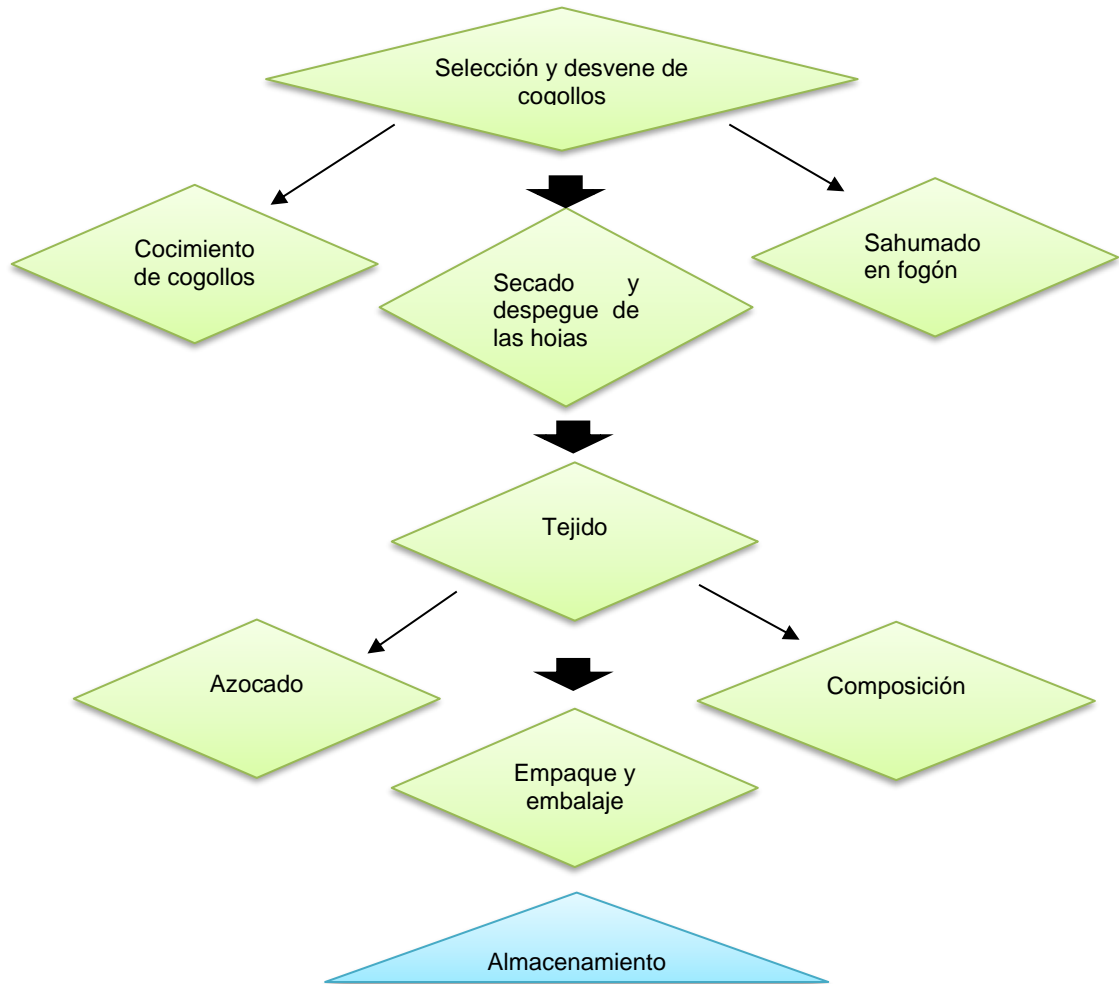 Selección y desvene de
cogollos
Cocimiento
de cogollos
Secado y
despegue de
las hojas
Sahumado
en fogón
Tejido
Azocado
Composición
Empaque y
embalaje
Almacenamiento